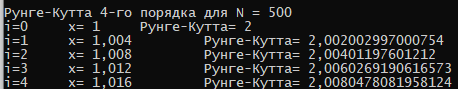 Рунге-Кутта 4-го порядка для N = 500
i=0 x= 1 Рунге-Кутта= 2
i=1 x= 1,004 Рунге-Кутта= 2,002002997000754
i=2 x= 1,008 Рунге-Кутта= 2,00401197601212
i=3 x= 1,012 Рунге-Кутта= 2,0060269190616573
i=4 x= 1,016 Рунге-Кутта= 2,0080478081958124